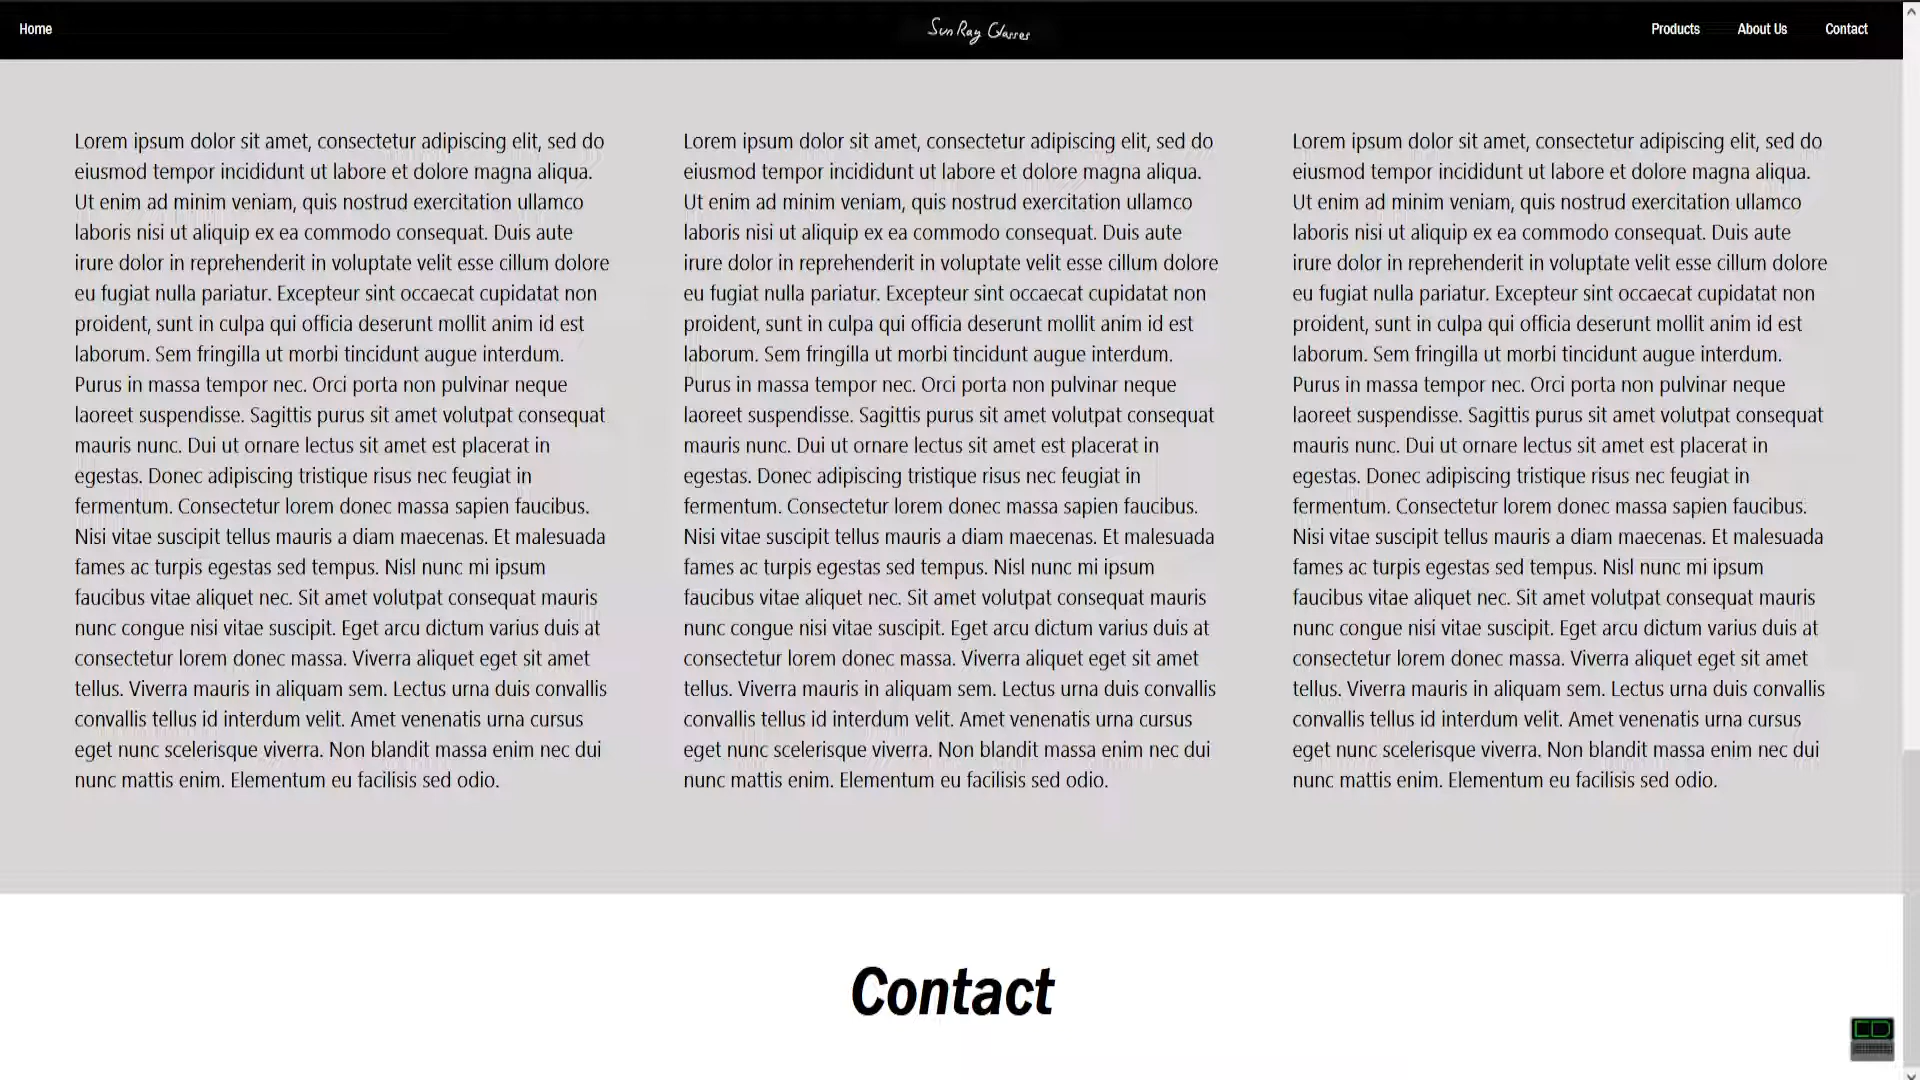 Home
SunRay Glasses
Products
About Us
Contact
Lorem ipsum dolor sit amet, consectetur adipiscing elit, sed do
eiusmod tempor incididunt ut labore et dolore magna aliqua.
Ut enim ad minim veniam, quis nostrud exercitation ullamco
laboris nisi ut aliquip ex ea commodo consequat. Duis aute
irure dolor in reprehenderit in voluptate velit esse cillum dolore
eu fugiat nulla pariatur. Excepteur sint occaecat cupidatat non
proident, sunt in culpa qui officia deserunt mollit anim id est
laborum. Sem fringilla ut morbi tincidunt augue interdum.
Purus in massa tempor nec. Orci porta non pulvinar neque
laoreet suspendisse. Sagittis purus sit amet volutpat consequat
mauris nunc. Dui ut ornare lectus sit amet est placerat in
egestas. Donec adipiscing tristique risus nec feugiat in
fermentum. Consectetur lorem donec massa sapien faucibus.
Nisi vitae suscipit tellus mauris a diam maecenas. Et malesuada
fames ac turpis egestas sed tempus. Nisl nunc mi ipsum
faucibus vitae aliquet nec. Sit amet volutpat consequat mauris
nunc congue nisi vitae suscipit. Eget arcu dictum varius duis at
consectetur lorem donec massa. Viverra aliquet eget sit amet
tellus. Viverra mauris in aliquam sem. Lectus urna duis convallis
convallis tellus id interdum velit. Amet venenatis urna cursus
eget nunc scelerisque viverra. Non blandit massa enim nec dui
nunc mattis enim. Elementum eu facilisis sed odio.
Lorem ipsum dolor sit amet, consectetur adipiscing elit, sed do
eiusmod tempor incididunt ut labore et dolore magna aliqua.
Ut enim ad minim veniam, quis nostrud exercitation ullamco
laboris nisi ut aliquip ex ea commodo consequat. Duis aute
irure dolor in reprehenderit in voluptate velit esse cillum dolore
eu fugiat nulla pariatur. Excepteur sint occaecat cupidatat non
proident, sunt in culpa qui officia deserunt mollit anim id est
laborum. Sem fringilla ut morbi tincidunt augue interdum.
Purus in massa tempor nec. Orci porta non pulvinar neque
laoreet suspendisse. Sagittis purus sit amet volutpat consequat
mauris nunc. Dui ut ornare lectus sit amet est placerat in
egestas. Donec adipiscing tristique risus nec feugiat in
fermentum. Consectetur lorem donec massa sapien faucibus.
Nisi vitae suscipit tellus mauris a diam maecenas. Et malesuada
fames ac turpis egestas sed tempus. Nisl nunc mi ipsum
faucibus vitae aliquet nec. Sit amet volutpat consequat mauris
nunc congue nisi vitae suscipit. Eget arcu dictum varius duis at
consectetur lorem donec massa. Viverra aliquet eget sit amet
tellus. Viverra mauris in aliquam sem. Lectus urna duis convallis
convallis tellus id interdum velit. Amet venenatis urna cursus
eget nunc scelerisque viverra. Non blandit massa enim nec dui
nunc mattis enim. Elementum eu facilisis sed odio.
Lorem ipsum dolor sit amet, consectetur adipiscing elit, sed do
eiusmod tempor incididunt ut labore et dolore magna aliqua.
Ut enim ad minim veniam, quis nostrud exercitation ullamco
laboris nisi ut aliquip ex ea commodo consequat. Duis aute
irure dolor in reprehenderit in voluptate velit esse cillum dolore
eu fugiat nulla pariatur. Excepteur sint occaecat cupidatat non
proident, sunt in culpa qui officia deserunt mollit anim id est
laborum. Sem fringilla ut morbi tincidunt augue interdum.
Purus in massa tempor nec. Orci porta non pulvinar neque
laoreet suspendisse. Sagittis purus sit amet volutpat consequat
mauris nunc. Dui ut ornare lectus sit amet est placerat in
egestas. Donec adipiscing tristique risus nec feugiat in
fermentum. Consectetur lorem donec massa sapien faucibus.
Nisi vitae suscipit tellus mauris a diam maecenas. Et malesuada
fames ac turpis egestas sed tempus. Nisl nunc mi ipsum
faucibus vitae aliquet nec. Sit amet volutpat consequat mauris
nunc congue nisi vitae suscipit. Eget arcu dictum varius duis at
consectetur lorem donec massa. Viverra aliquet eget sit amet
tellus. Viverra mauris in aliquam sem. Lectus urna duis convallis
convallis tellus id interdum velit. Amet venenatis urna cursus
eget nunc scelerisque viverra. Non blandit massa enim nec dui
nunc mattis enim. Elementum eu facilisis sed odio.
Contact
CD